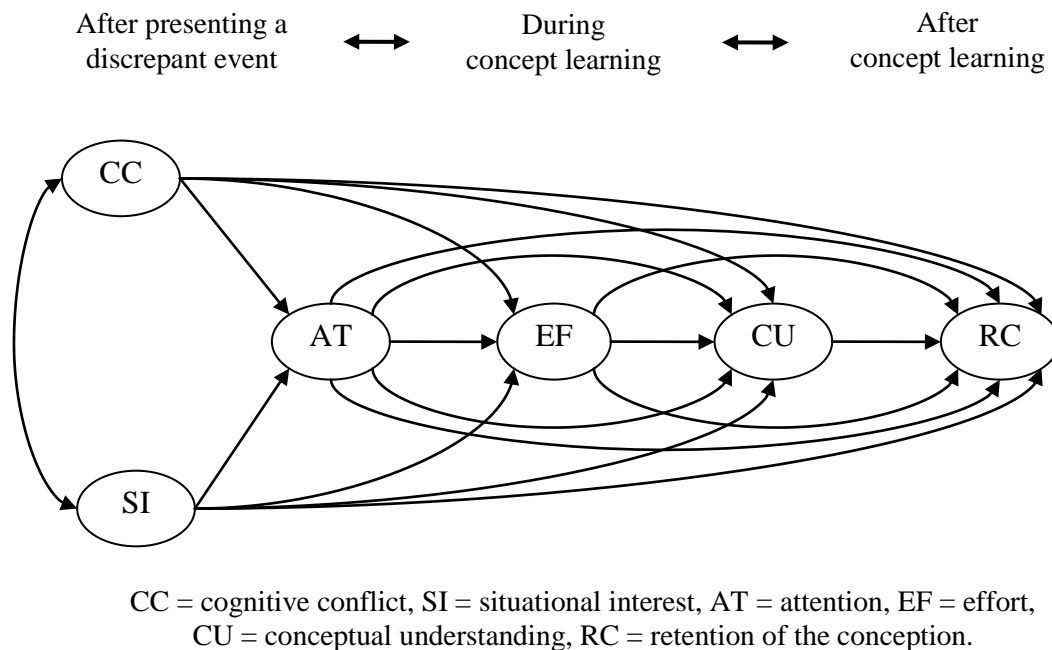 After presenting a
discrepant event
During
concept learning
After
concept learning
CC
AT
EF
CU
RC
SI
CC = cognitive conflict, SI = situational interest, AT = attention, EF = effort,
CU = conceptual understanding, RC = retention of the conception.